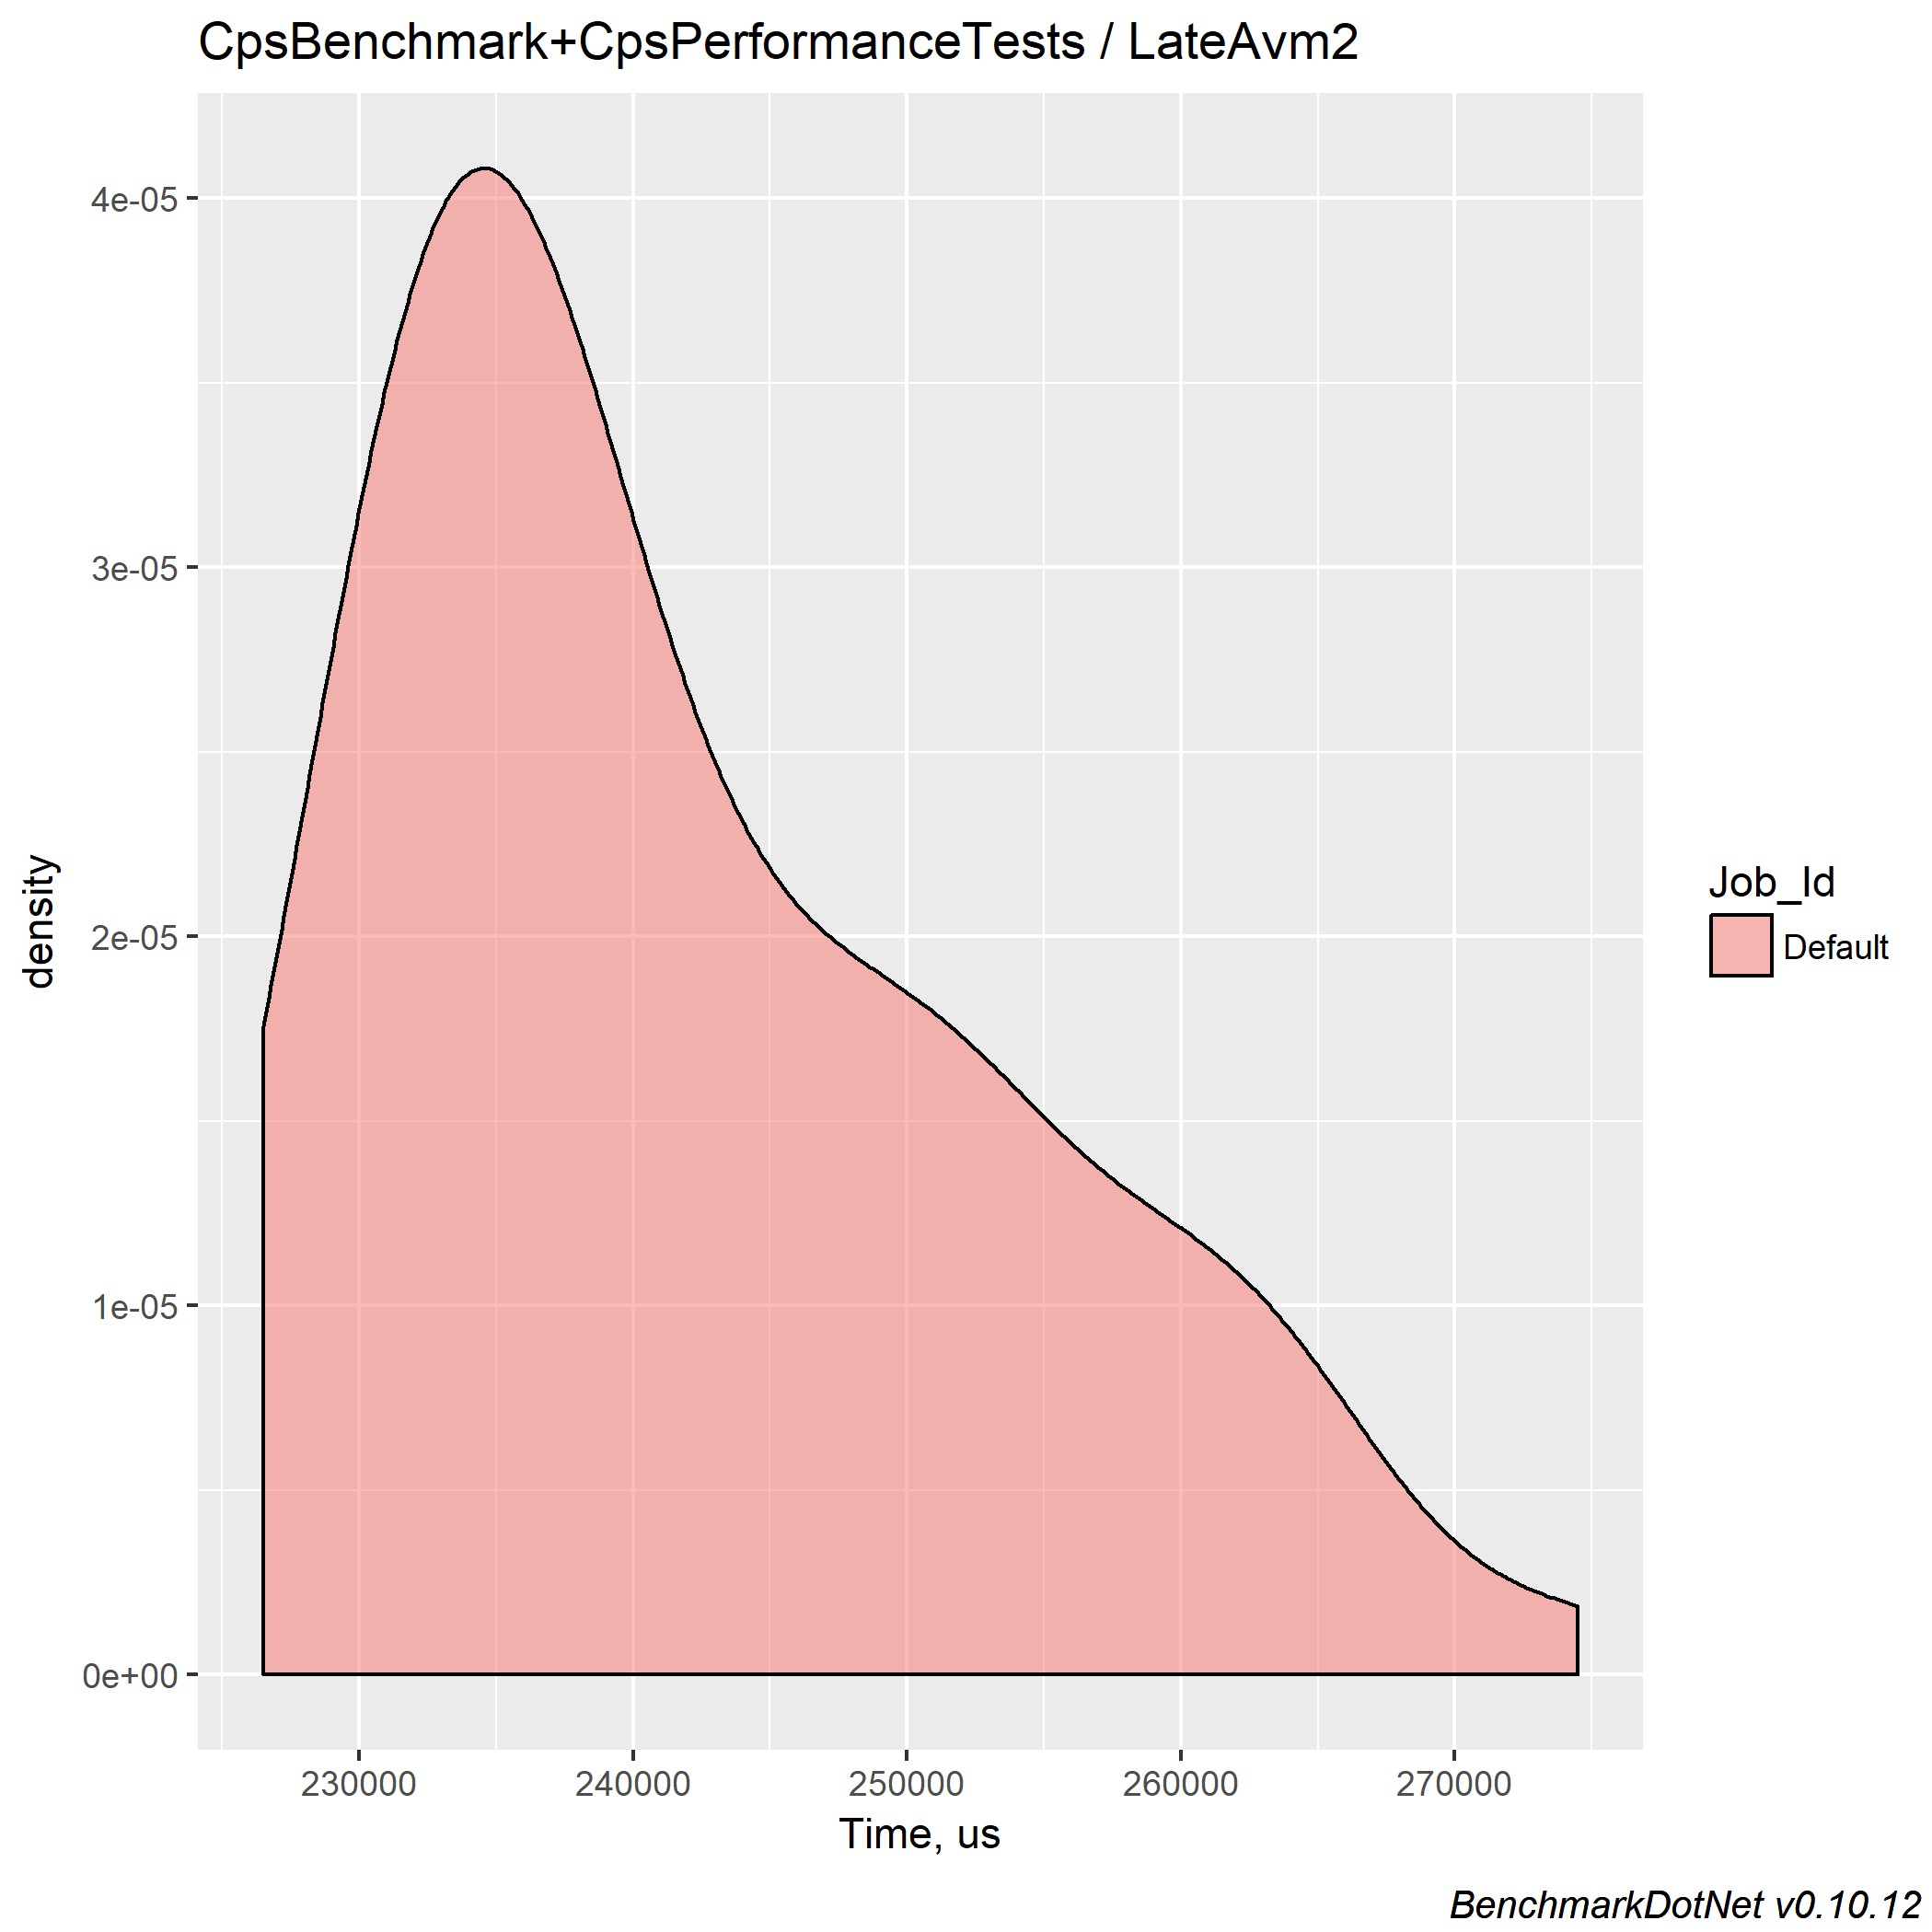 CpsBenchmark+CpsPerformanceTests / LateAvm2
4e-05
3e-05
2e-05
1e-05
0e+00
density
230000 240000 250000 260000 270000
Time, us
Job_Id
Default
BenchmarkDotNet v0.10.12